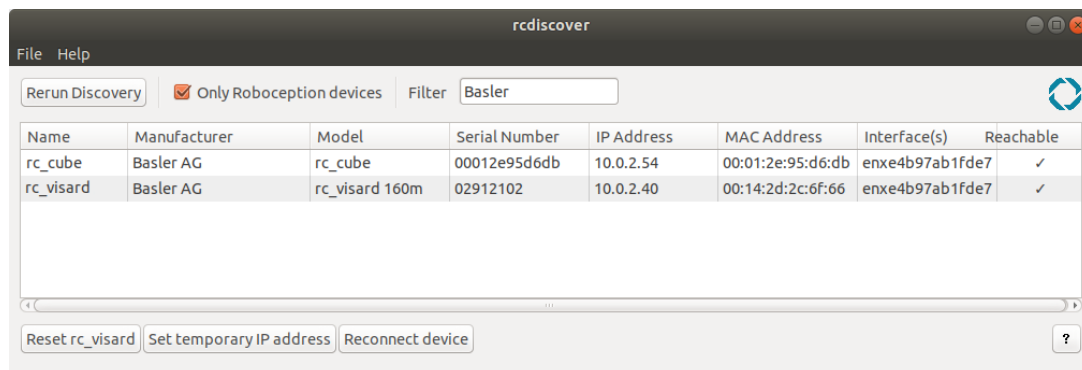 rcdiscover
File Help
Rerun Discovery Only Roboception devices Filter Basler
Name Manufacturer Model Serial Number IP Address MAC Address Interface(s) Reachable
rc_cube Basler AG rc_cube 00012e95d6db 10.0.2.54 00:01:2e:95:d6:db enxe4b97ab1fde7 ✓
rc_visard Basler AG rc_visard 160m 02912102 10.0.2.40 00:14:2d:2c:6f:66 enxe4b97ab1fde7 ✓
Reset rc_visard Set temporary IP address Reconnect device ?